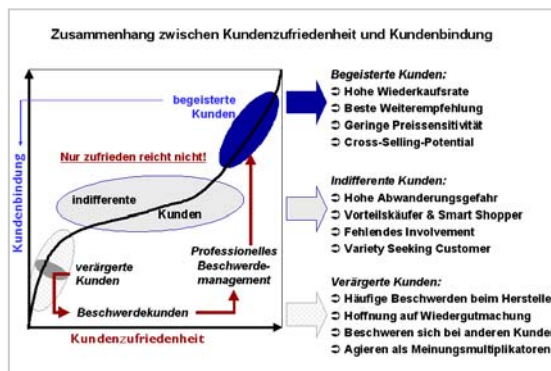 Zusammenhang zwischen Kundenzufriedenheit und Kundenbindung
Kundenbindung
begeisterte
Kunden
Nur zufrieden reicht nicht!
indifferente
Kunden
verärgerte
Kunden
Professionelles
Beschwerde-
management
Beschwerdekunden
Kundenzufriedenheit
Begeisterte Kunden:
➲ Hohe Wiederkaufsrate
➲ Beste Weiterempfehlung
➲ Geringe Preissensitivität
➲ Cross-Selling-Potential
Indifferente Kunden:
➲ Hohe Abwanderungsgefahr
➲ Vorteilskäufer & Smart Shopper
➲ Fehlendes Involvement
➲ Variety Seeking Customer
Verärgerte Kunden:
➲ Häufige Beschwerden beim Herstelle
➲ Hoffnung auf Wiedergutmachung
➲ Beschweren sich bei anderen Kunde
➲ Agieren als Meinungsmultiplikatoren